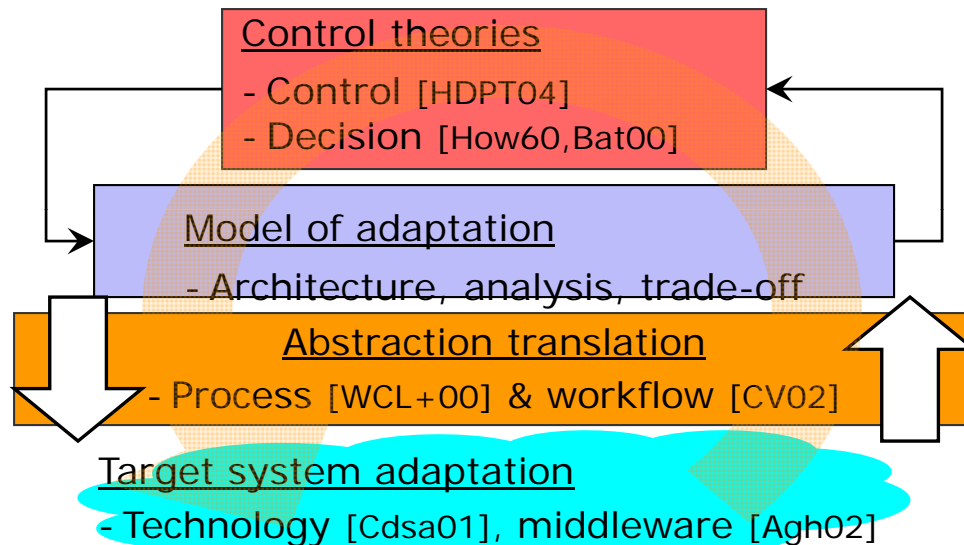 Control theories
- Control [HDPT04]
- Decision [How60,Bat00]
Model of adaptation
- Architecture, analysis, trade-off
Abstraction translation
- Process [WCL+00] & workflow [CV02]
Target system adaptation
- Technology [Cdsa01], middleware [Agh02]